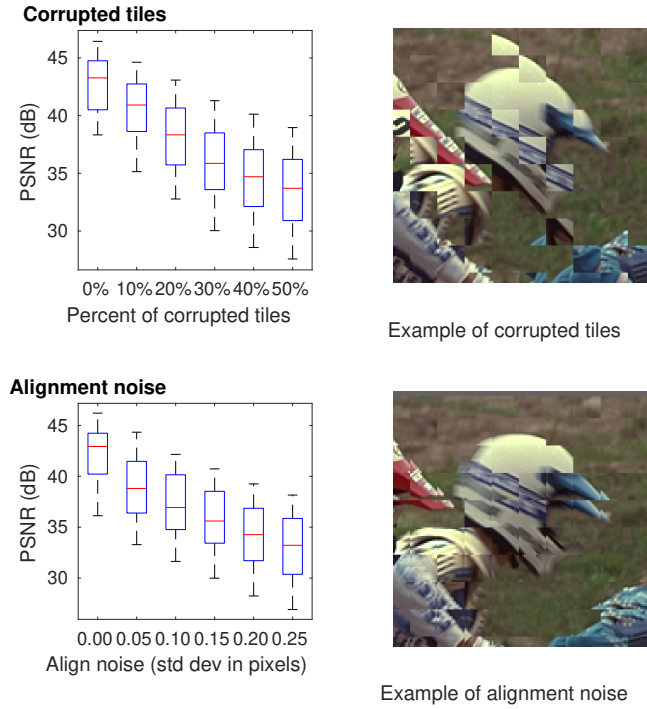 Corrupted tiles
45
40
35
30
PSNR (dB)
0% 10% 20% 30% 40% 50%
Percent of corrupted tiles
Example of corrupted tiles
Alignment noise
45
40
35
30
PSNR (dB)
0.00 0.05 0.10 0.15 0.20 0.25
Align noise (std dev in pixels)
Example of alignment noise